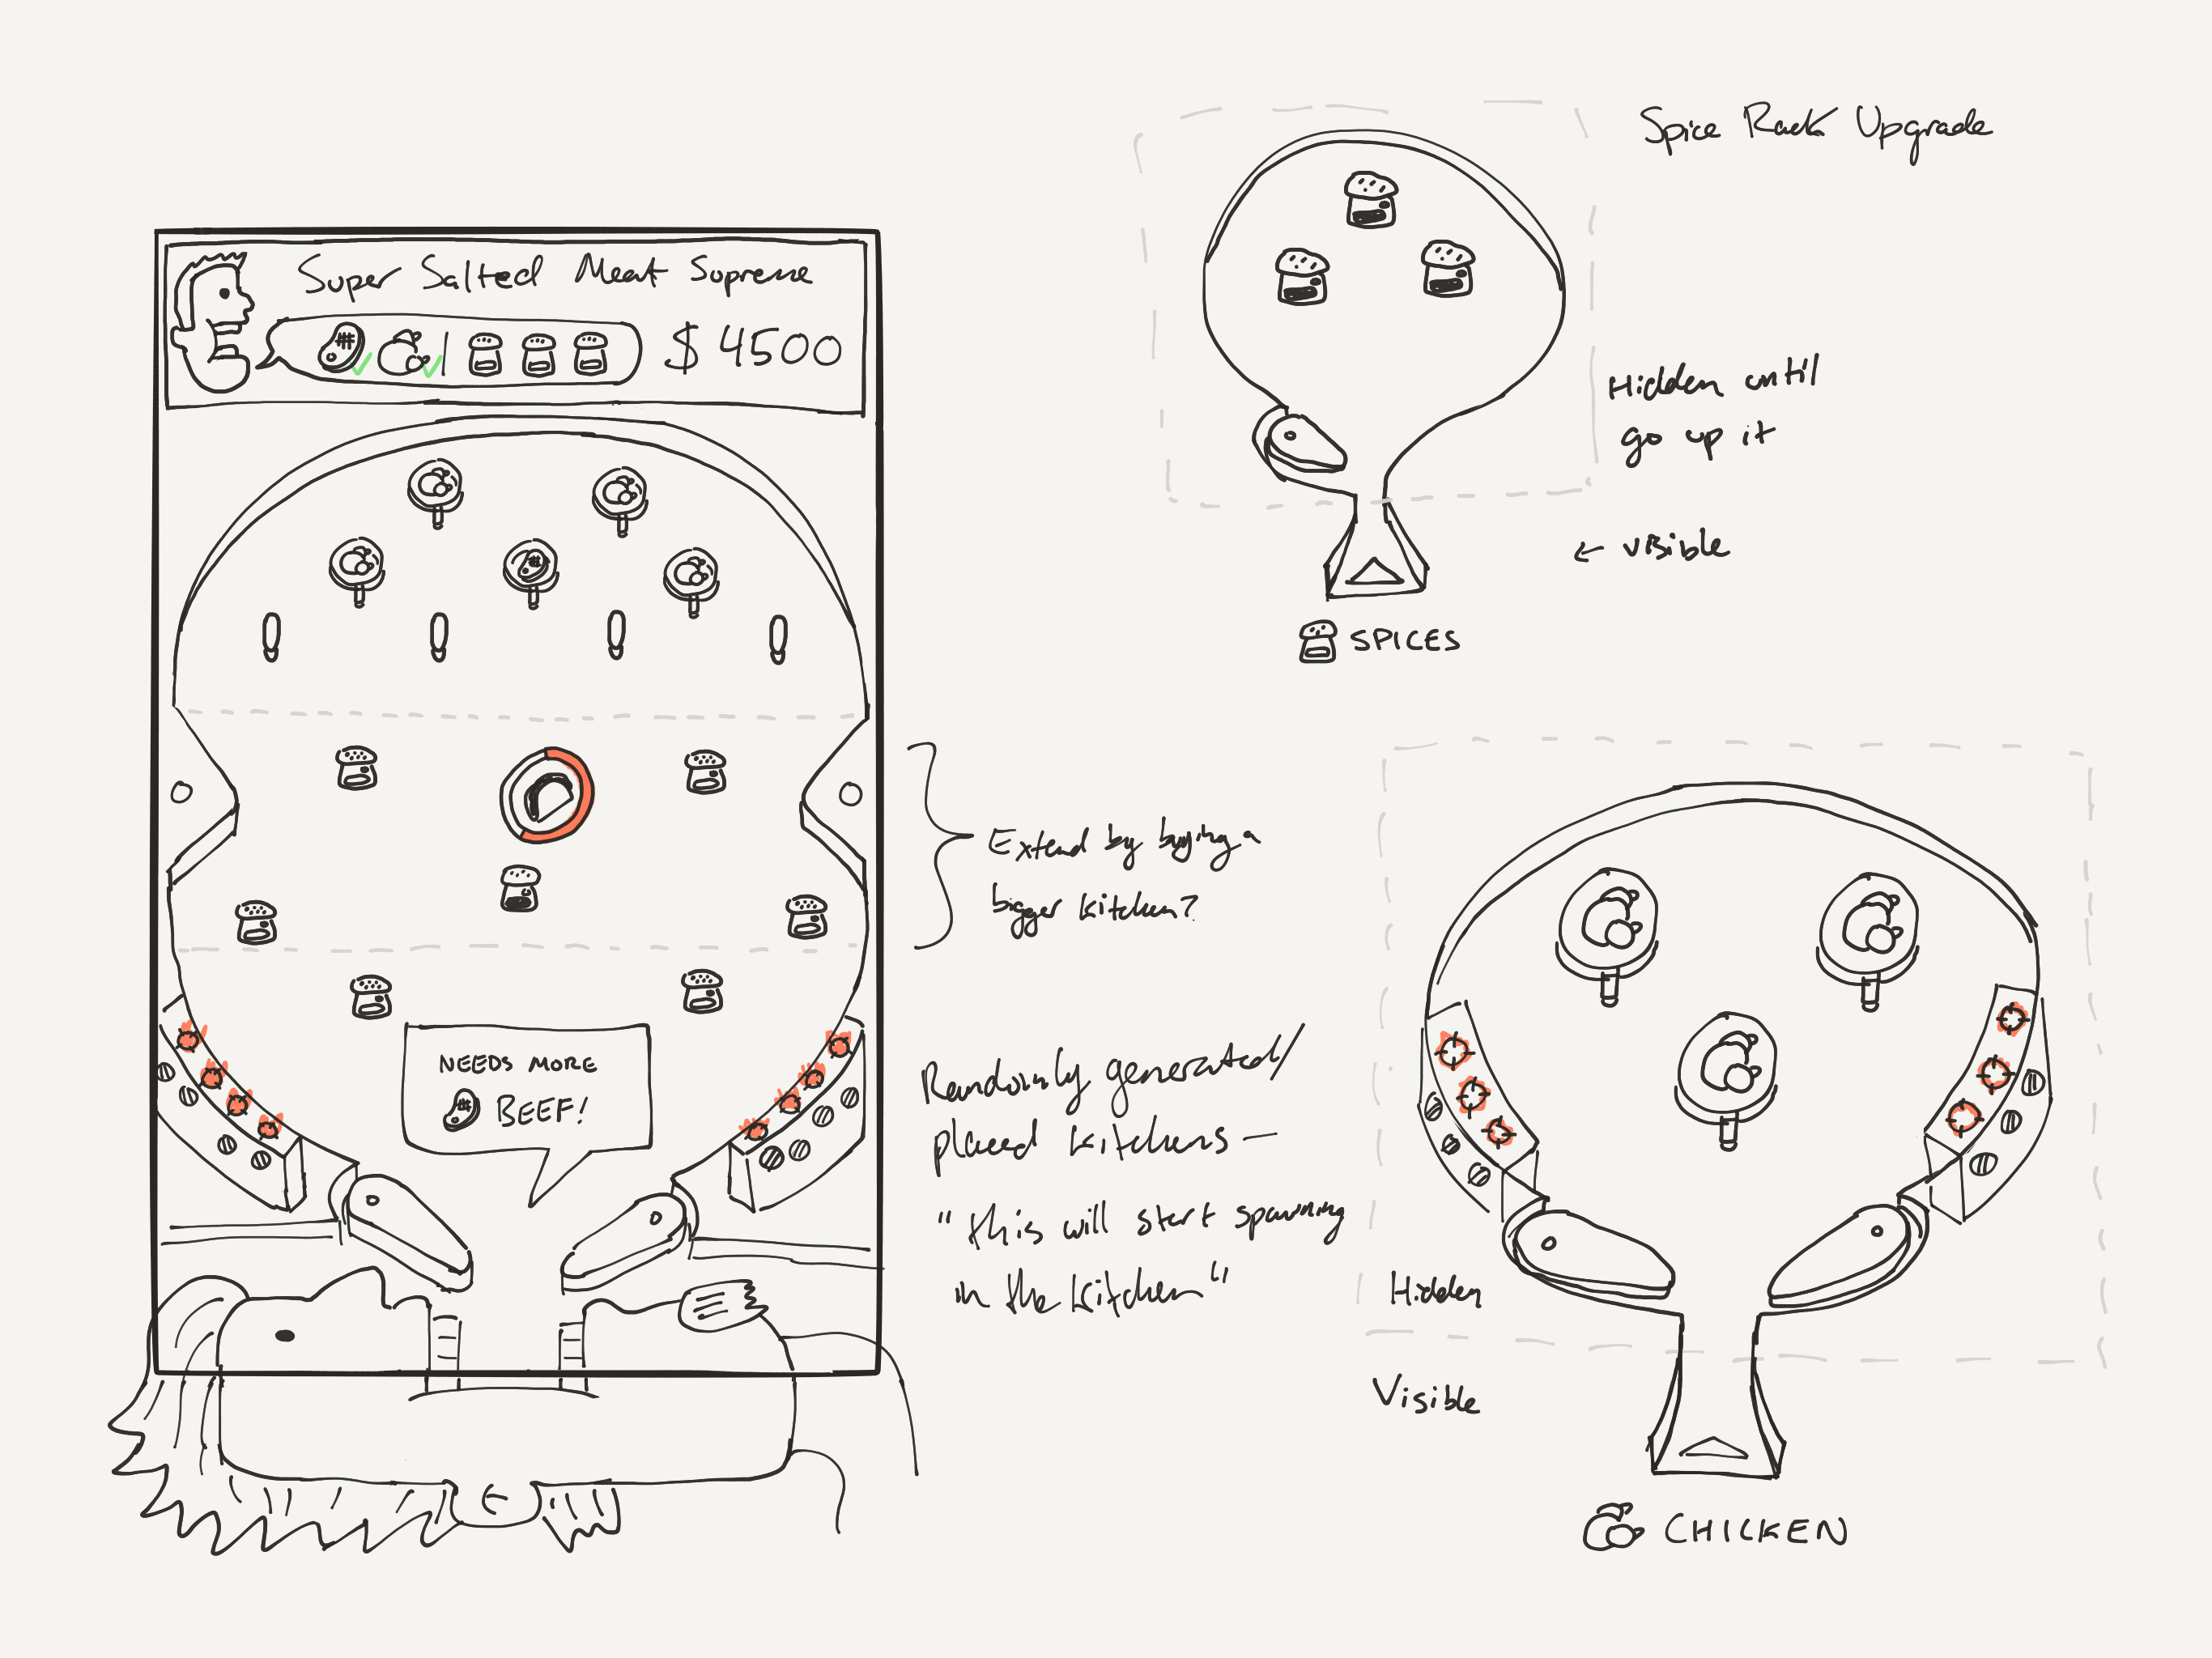 Super Salted Meat Supreme
$ 4500
NEEDS MORE
BEEF!
Spice Rack Upgrade
Hidden until
go up it
← visible
SPICES
Extend by buying a
bigger kitchen?
Randomly generated/
placed kitchens —
"this will start spawning
in the kitchen"
Hidden
Visible
CHICKEN